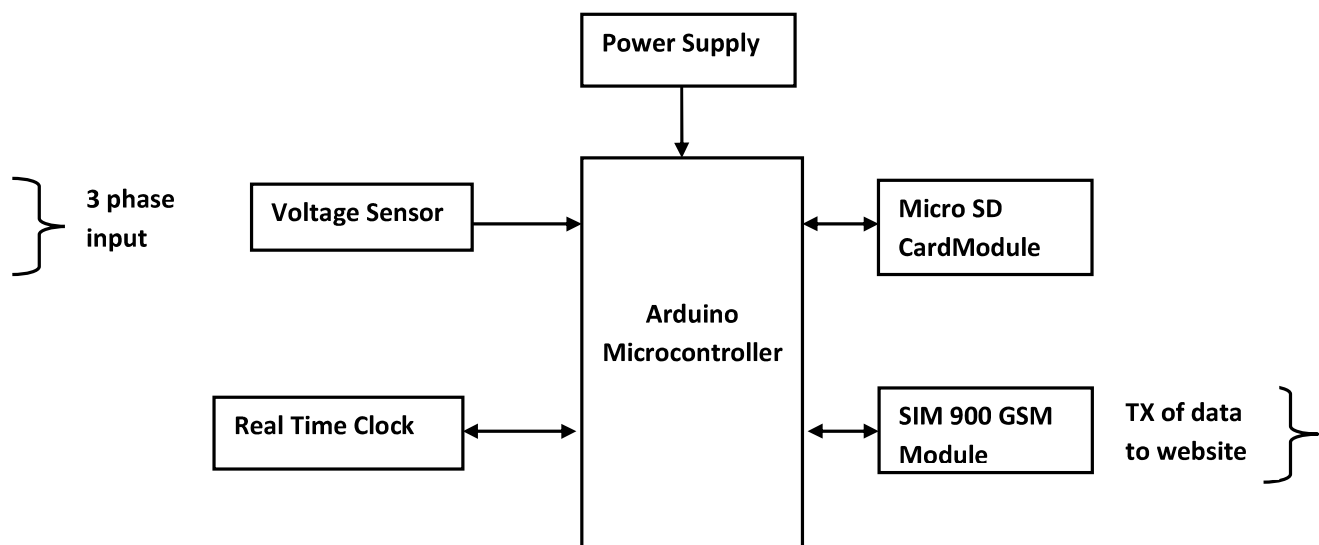 Power Supply
3 phase
input
Voltage Sensor
Micro SD
CardModule
Arduino
Microcontroller
Real Time Clock
SIM 900 GSM
Module
TX of data
to website